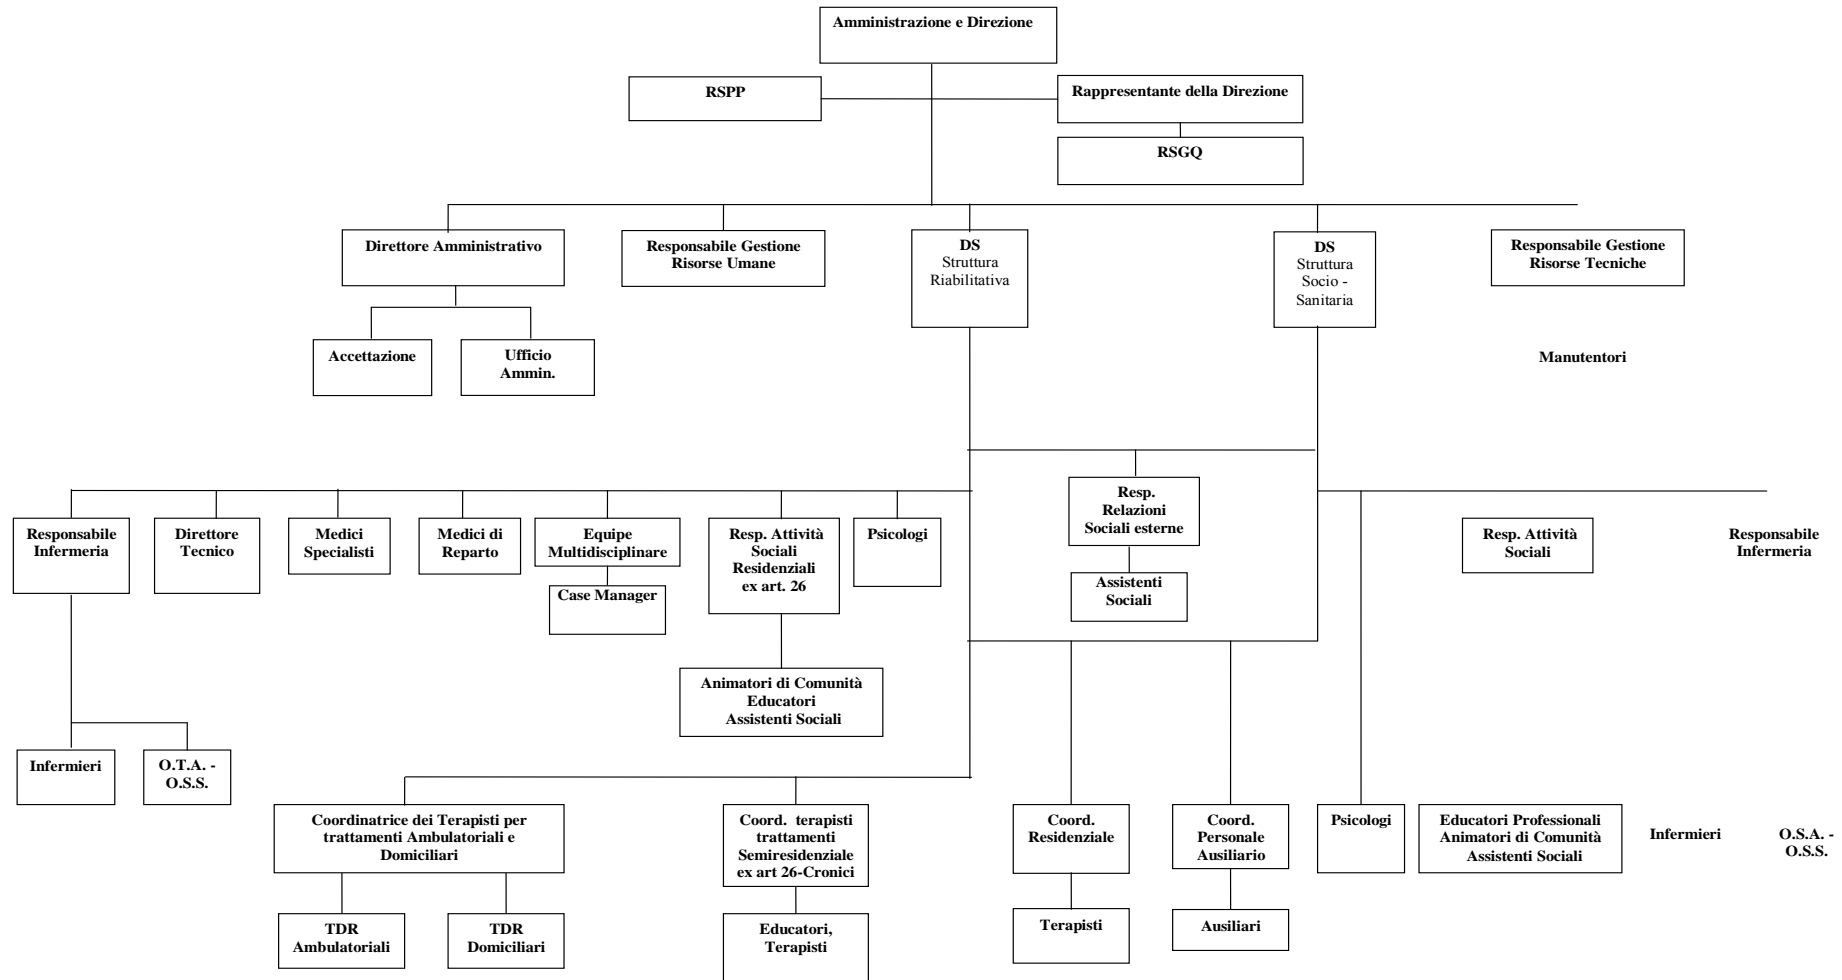 Amministrazione e Direzione
RSPP
Rappresentante della Direzione
RSGQ
Direttore Amministrativo
Responsabile Gestione
Risorse Umane
DS
Struttura
Riabilitativa
DS
Struttura
Socio -
Sanitaria
Responsabile Gestione
Risorse Tecniche
Accettazione
Ufficio
Ammin.
Manutentori
Responsabile
Infermeria
Direttore
Tecnico
Medici
Specialisti
Medici di
Reparto
Equipe
Multidisciplinare
Case Manager
Resp. Attività
Sociali
Residenziali
ex art. 26
Psicologi
Resp.
Relazioni
Sociali esterne
Assistenti
Sociali
Resp. Attività
Sociali
Responsabile
Infermeria
Animatori di Comunità
Educatori
Assistenti Sociali
Infermieri
O.T.A. -
O.S.S.
Coordinatrice dei Terapisti per
trattamenti Ambulatoriali e
Domiciliari
Coord. terapisti
trattamenti
Semiresidenziale
ex art 26-Cronici
Coord.
Residenziale
Coord.
Personale
Ausiliario
Psicologi
Educatori Professionali
Animatori di Comunità
Assistenti Sociali
Infermieri
O.S.A. -
O.S.S.
TDR
Ambulatoriali
TDR
Domiciliari
Educatori,
Terapisti
Terapisti
Ausiliari